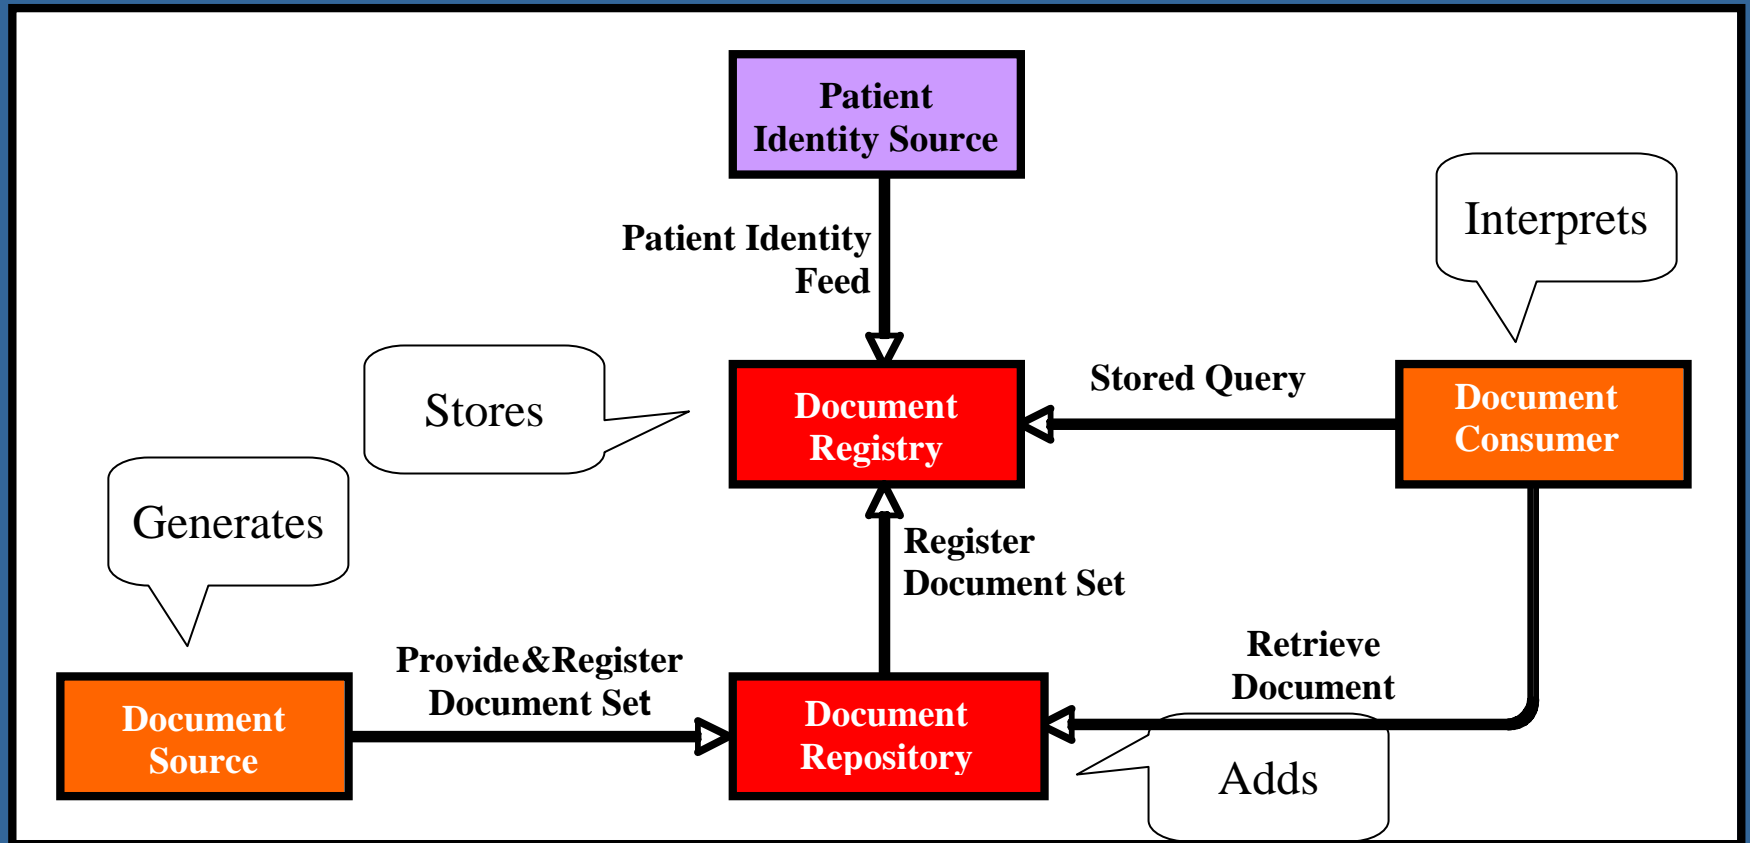 Patient
Identity Source
Interprets
Patient Identity
Feed
Stores
Document
Registry
Stored Query
Document
Consumer
Generates
Register
Document Set
Provide&Register
Document Set
Retrieve
Document
Document
Source
Document
Repository
Adds